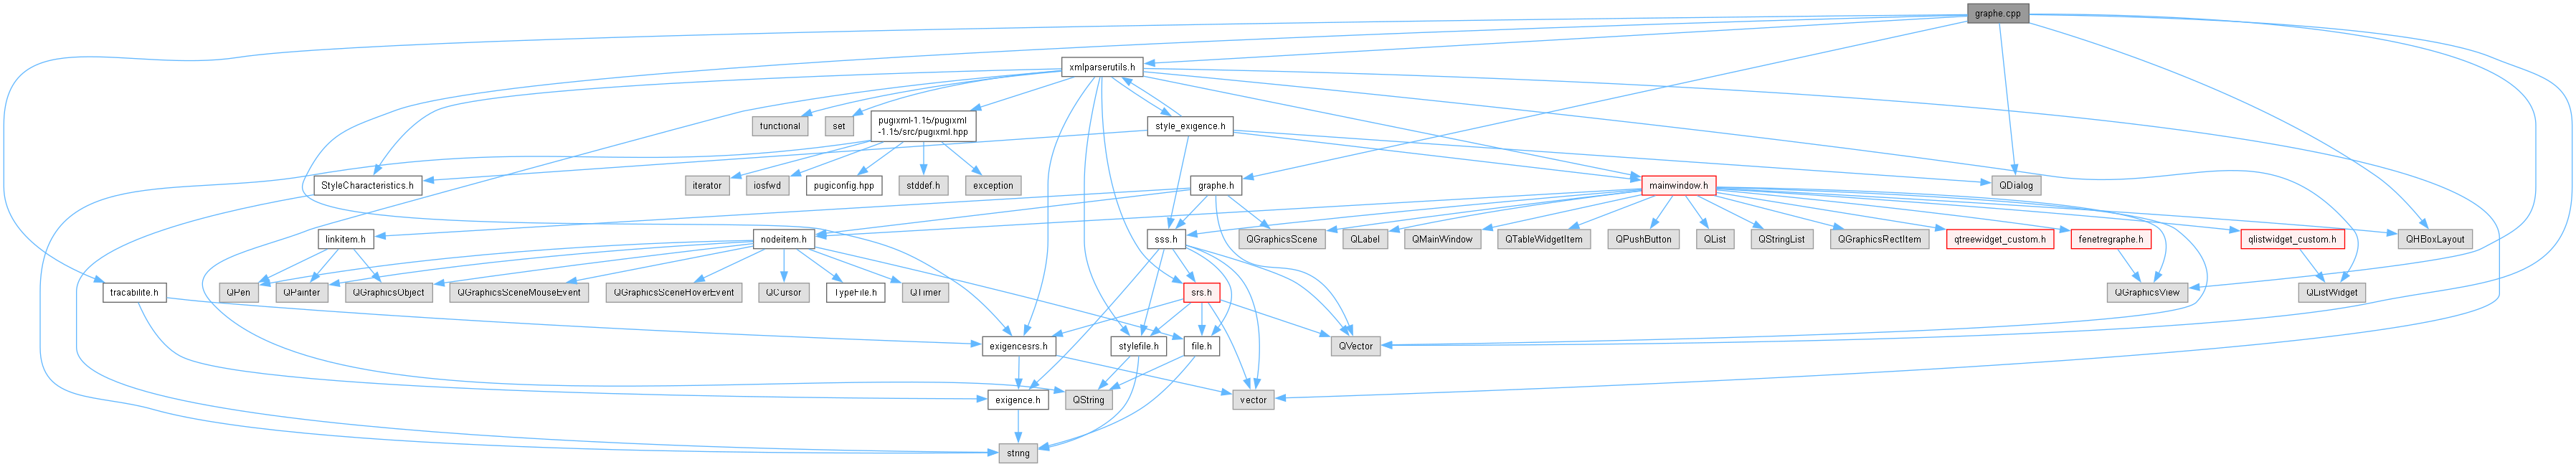 graphe.cpp
xmlparserutils.h
functional
set
pugixml-1.15/pugixml
-1.15/src/pugixml.hpp
style_exigence.h
StyleCharacteristics.h
iterator
iosfwd
pugiconfig.hpp
stddef.h
exception
graphe.h
mainwindow.h
QDialog
linkitem.h
nodeitem.h
sss.h
QGraphicsScene
QLabel
QMainWindow
QTableWidgetItem
QPushButton
QList
QStringList
QGraphicsRectItem
qtreewidget_custom.h
fenetregraphe.h
qlistwidget_custom.h
QHBoxLayout
tracabilite.h
QPen
QPainter
QGraphicsObject
QGraphicsSceneMouseEvent
QGraphicsSceneHoverEvent
QCursor
TypeFile.h
QTimer
srs.h
QGraphicsView
QListWidget
exigencesrs.h
stylefile.h
file.h
QVector
exigence.h
QString
vector
string